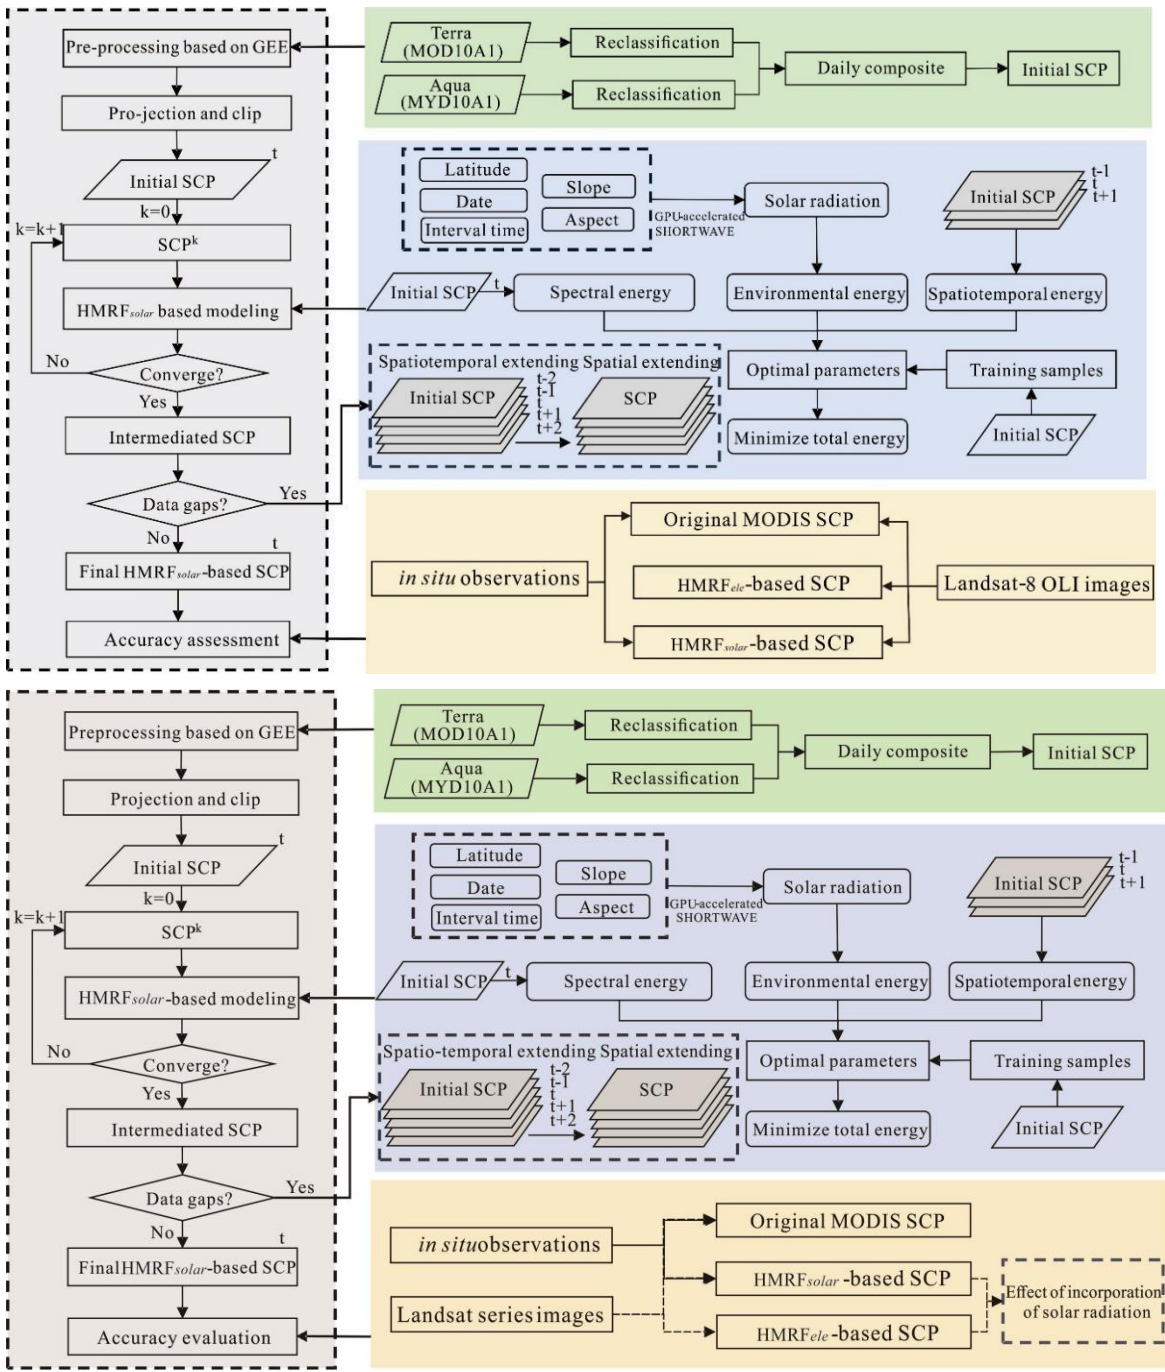 Pre-processing based on GEE
Pro-jection and clip
t
Initial SCP
k=0
k=k+1
SCPk
HMRFsolar based modeling
No
Converge?
Yes
Intermediated SCP
Data gaps?
Yes
No
t
Final HMRFsolar-based SCP
Accuracy assessment
Terra
(MOD10A1)
Reclassification
Aqua
(MYD10A1)
Reclassification
Daily composite
Initial SCP
Latitude
Date
Interval time
Slope
Aspect
GPU-accelerated
SHORTWAVE
Solar radiation
Initial SCP
t-1
t
t+1
Initial SCP
t
Spectral energy
Environmental energy
Spatiotemporal energy
Spatiotemporal extending
Spatial extending
Initial SCP
t-2
t-1
t
t+1
t+2
SCP
Optimal parameters
Training samples
Minimize total energy
Initial SCP
in situ observations
Original MODIS SCP
HMRFele-based SCP
HMRFsolar-based SCP
Landsat-8 OLI images
Preprocessing based on GEE
Projection and clip
t
Initial SCP
k=0
k=k+1
SCPk
HMRFsolar-based modeling
No
Converge?
Yes
Intermediated SCP
Data gaps?
Yes
No
t
FinalHMRFsolar-based SCP
Accuracy evaluation
Terra
(MOD10A1)
Reclassification
Aqua
(MYD10A1)
Reclassification
Daily composite
Initial SCP
Latitude
Date
Interval time
Slope
Aspect
GPU-accelerated
SHORTWAVE
Solar radiation
Initial SCP
t-1
t
t+1
Initial SCP
t
Spectral energy
Environmental energy
Spatiotemporal energy
Spatio-temporal extending
Spatial extending
Initial SCP
t-2
t-1
t
t+1
t+2
SCP
Optimal parameters
Training samples
Minimize total energy
Initial SCP
in situobservations
Landsat series images
Original MODIS SCP
HMRFsolar -based SCP
HMRFele-based SCP
Effect of incorporation
of solar radiation